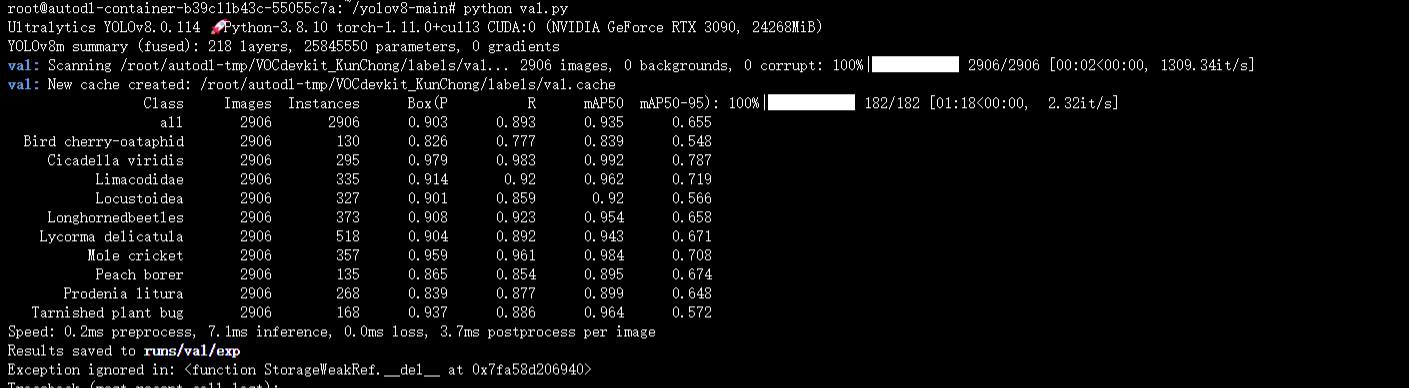 root@autodl-container-b39c11b43c-55055c7a:~/yolov8-main# python val.py
Ultralytics YOLOv8.0.114 🚀Python-3.8.10 torch-1.11.0+cu113 CUDA:0 (NVIDIA GeForce RTX 3090, 24268MiB)
YOLOv8m summary (fused): 218 layers, 25845550 parameters, 0 gradients
val: Scanning /root/autodl-tmp/VOCdevkit_KunChong/labels/val... 2906 images, 0 backgrounds, 0 corrupt: 100%|██████████| 2906/2906 [00:02<00:00, 1309.34it/s]
val: New cache created: /root/autodl-tmp/VOCdevkit_KunChong/labels/val.cache
Class Images Instances Box(P R mAP50 mAP50-95): 100%|██████████| 182/182 [01:18<00:00, 2.32it/s]
all 2906 2906 0.903 0.893 0.935 0.655
Bird cherry-oataphid 2906 130 0.826 0.777 0.839 0.548
Cicadella viridis 2906 295 0.979 0.983 0.992 0.787
Limacodidae 2906 335 0.914 0.92 0.962 0.719
Locustoidea 2906 327 0.901 0.859 0.92 0.566
Longhornedbeetles 2906 373 0.908 0.923 0.954 0.658
Lycorma delicatula 2906 518 0.904 0.892 0.943 0.671
Mole cricket 2906 357 0.959 0.961 0.984 0.708
Peach borer 2906 135 0.865 0.854 0.895 0.674
Prodenia litura 2906 268 0.839 0.877 0.899 0.648
Tarnished plant bug 2906 168 0.937 0.886 0.964 0.572
Speed: 0.2ms preprocess, 7.1ms inference, 0.0ms loss, 3.7ms postprocess per image
Results saved to runs/val/exp
Exception ignored in: <function StorageWeakRef.__del__ at 0x7fa58d206940>
Traceback (most recent call last):